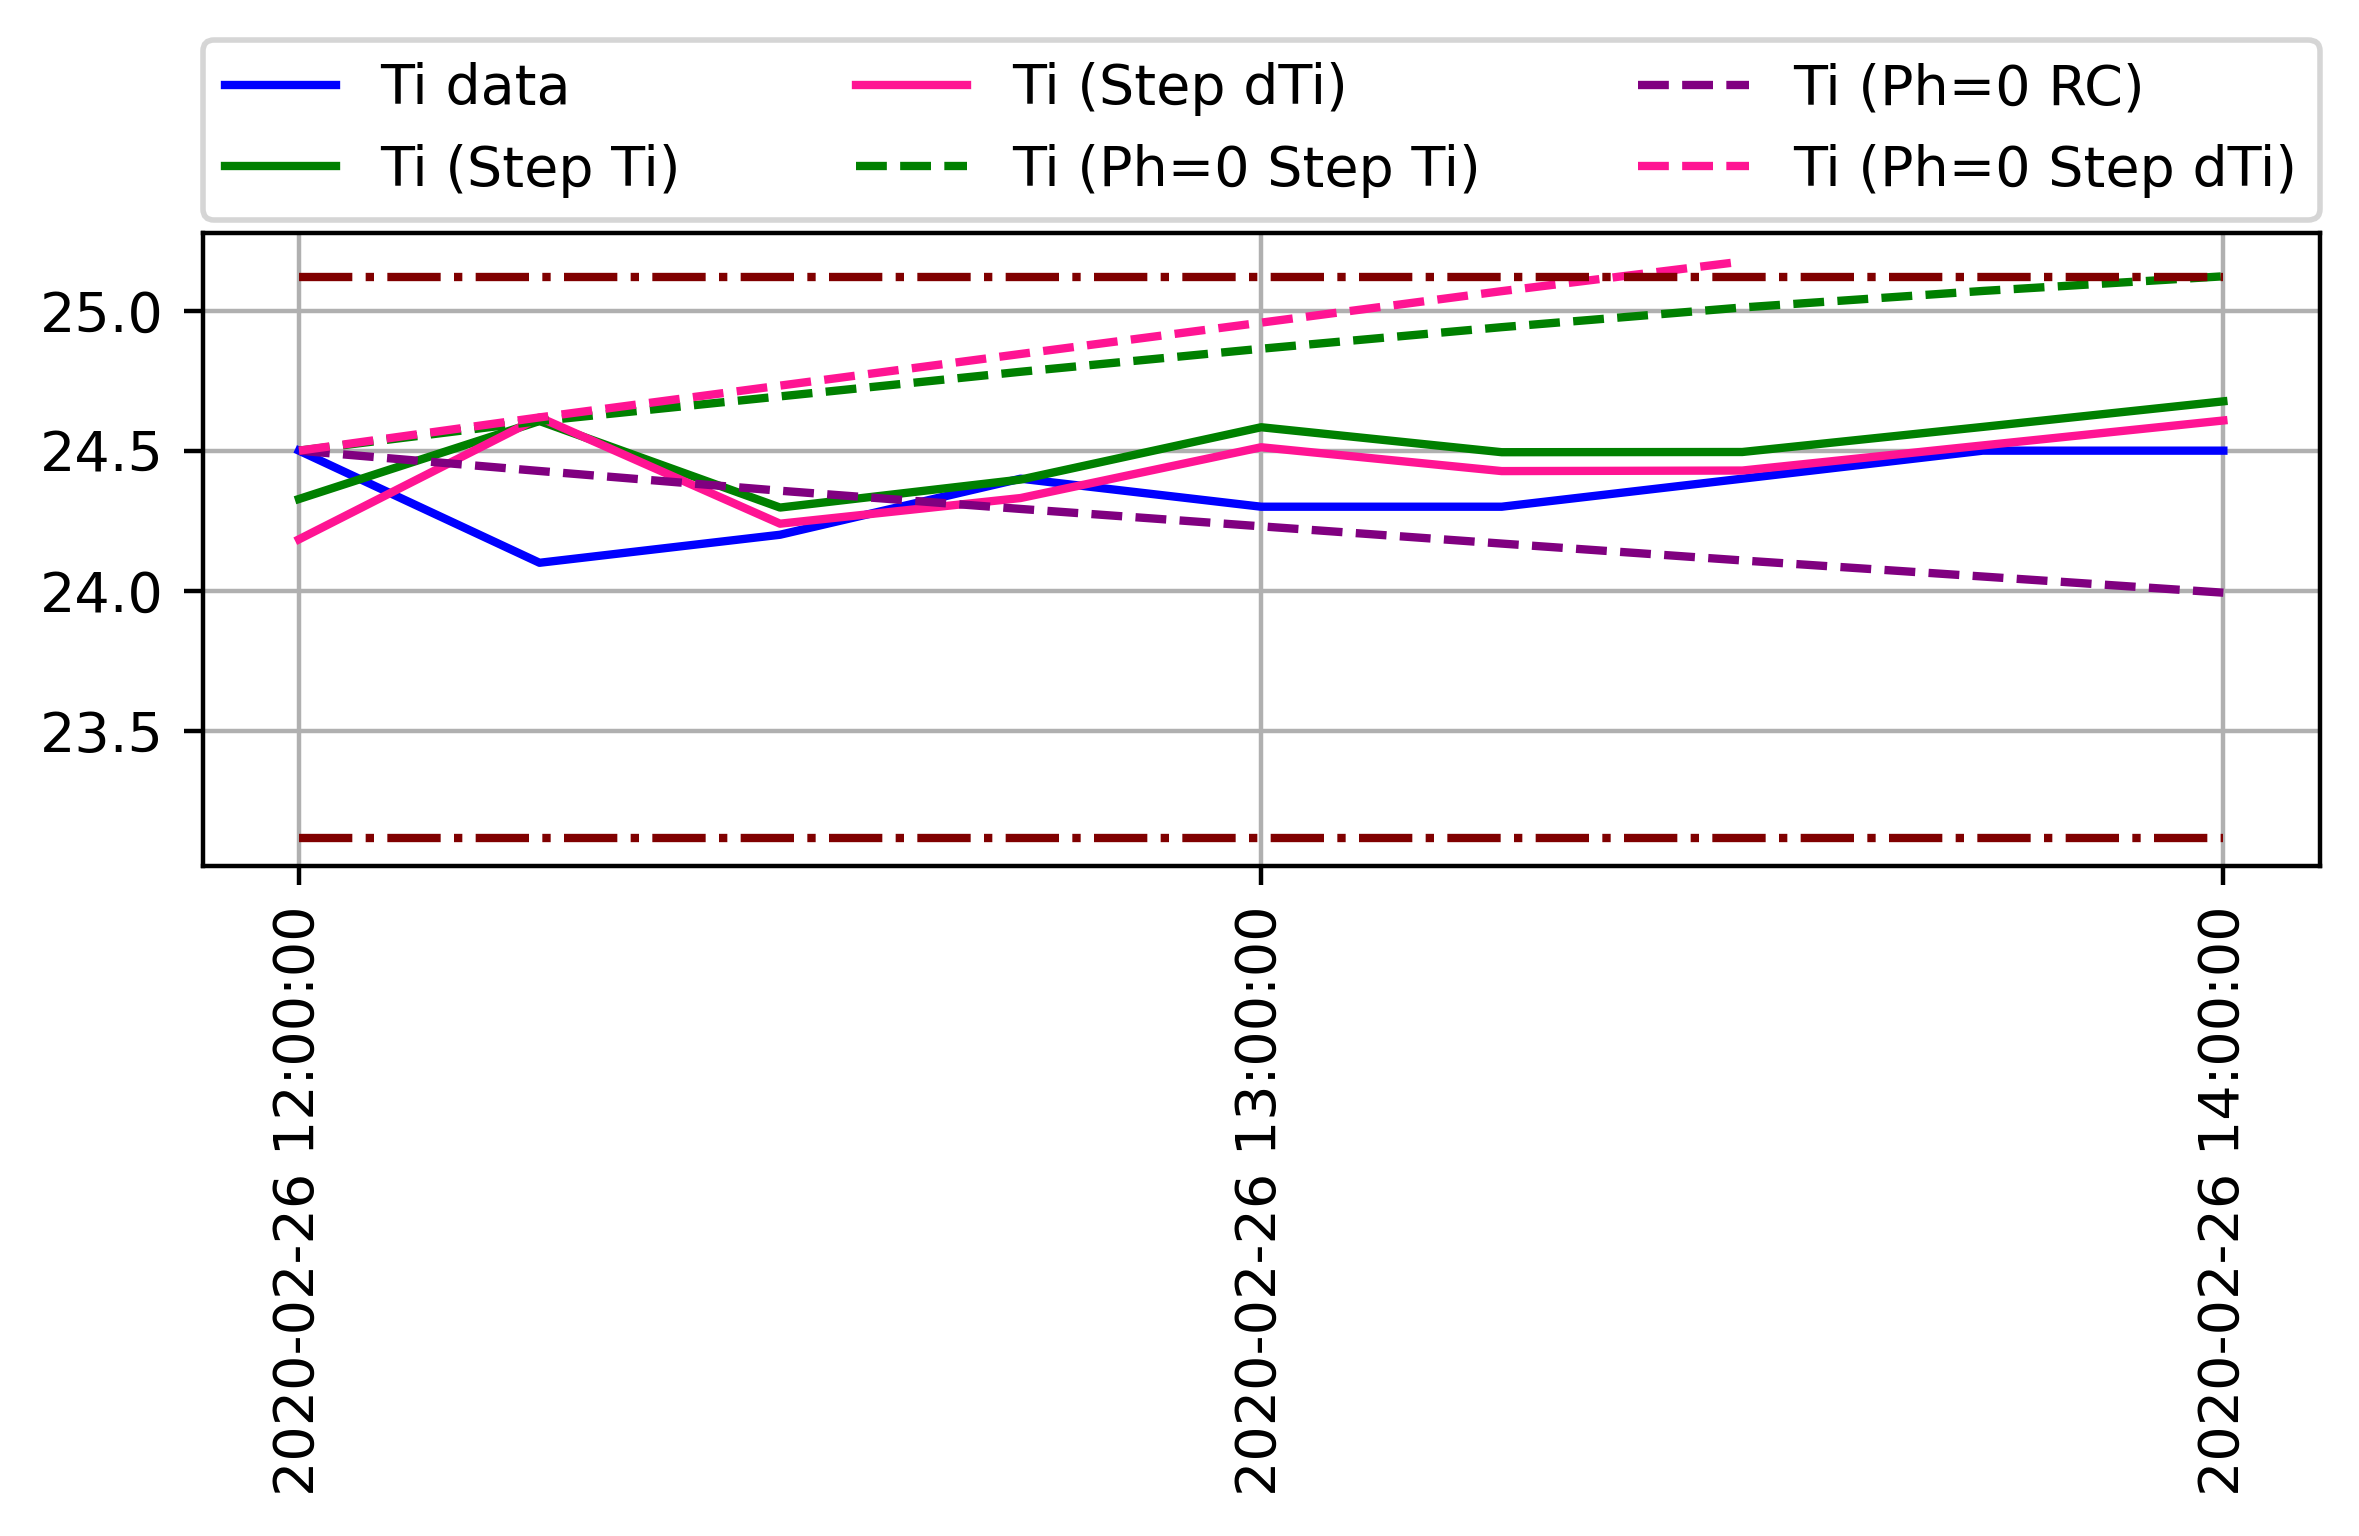 Ti data
Ti (Step Ti)
Ti (Step dTi)
Ti (Ph=0 Step Ti)
Ti (Ph=0 RC)
Ti (Ph=0 Step dTi)
25.0
24.5
24.0
23.5
2020-02-26 12:00:00
2020-02-26 13:00:00
2020-02-26 14:00:00